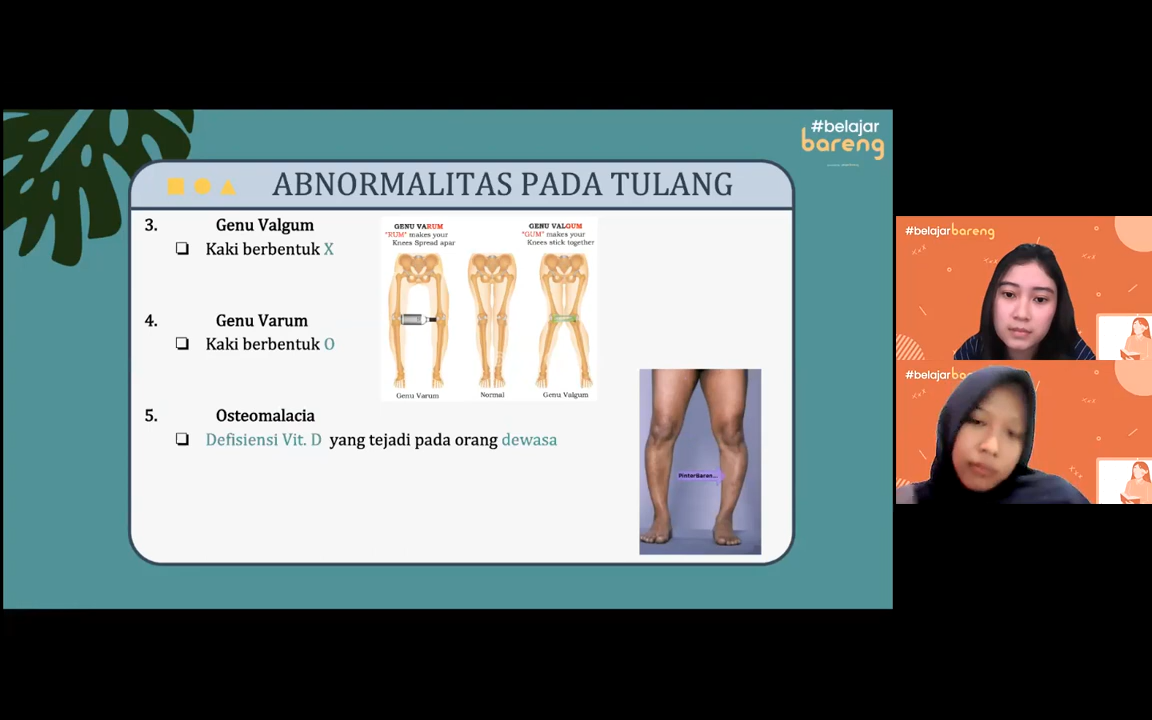 #belajar
bareng
ABNORMALITAS PADA TULANG
3. Genu Valgum
❏ Kaki berbentuk X
4. Genu Varum
❏ Kaki berbentuk O
5. Osteomalacia
❏ Defisiensi Vit. D yang tejadi pada orang dewasa
GENU VARUM
"RUM" makes your
Knees Spread apar
GENU VALGUM
"GUM" makes your
Knees stick together
Genu Varum
Normal
Genu Valgum
PinterBaren...
#belajarbareng
#belajarba